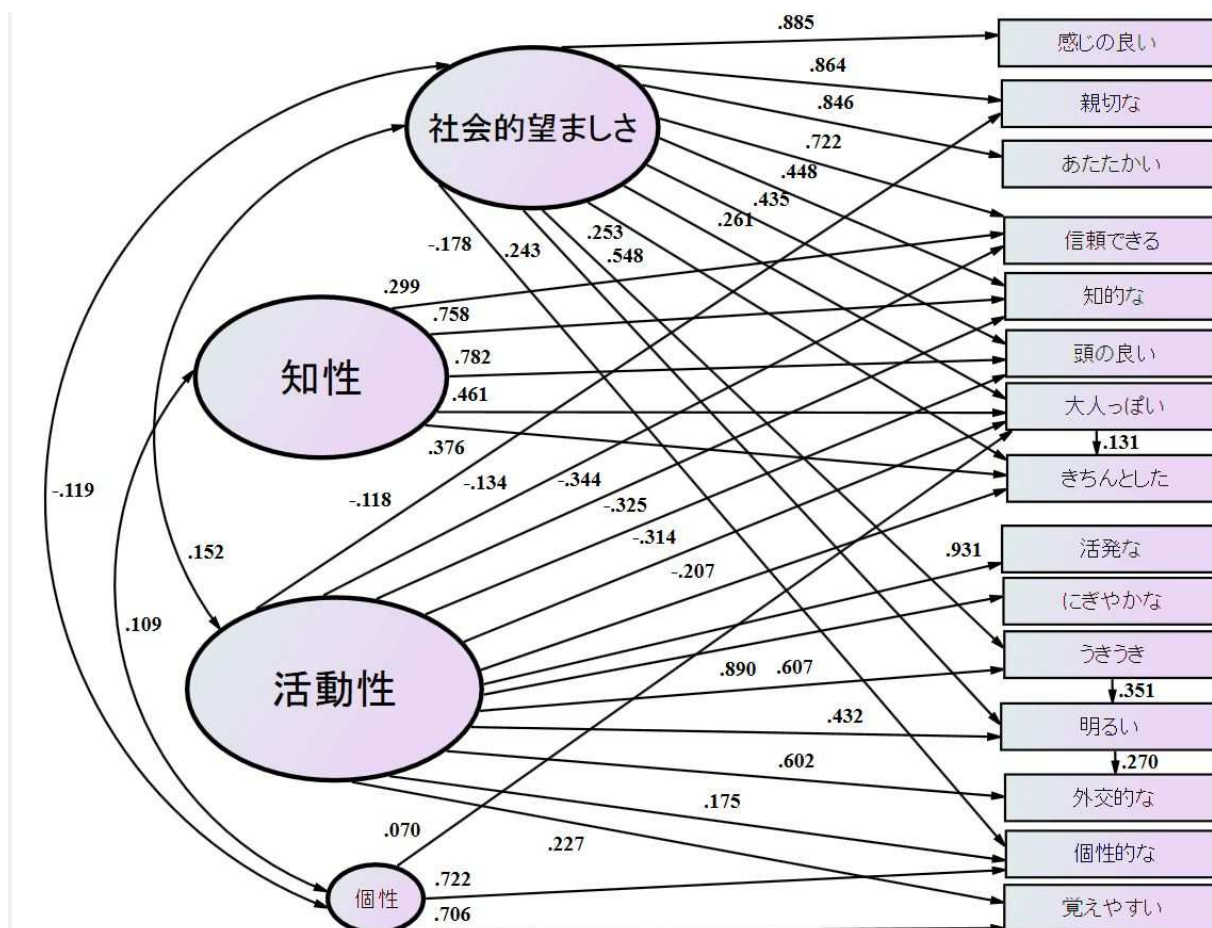 .885
感じの良い
.864
親切な
.846
社会的望ましさ
.722
あたたかい
.448
.435
.261
-.178
.243
.253
.548
信頼できる
.299
知的な
.758
知性
.782
頭の良い
.461
大人っぽい
.131
.376
きちんとした
-.118
-.134
-.344
-.325
-.314
-.207
-.119
.152
.931
活発な
にぎやかな
.109
活動性
うきうき
.890
.607
.351
.432
明るい
.602
.270
外交的な
.175
.070
.227
個性的な
.722
個性
.706
覚えやすい